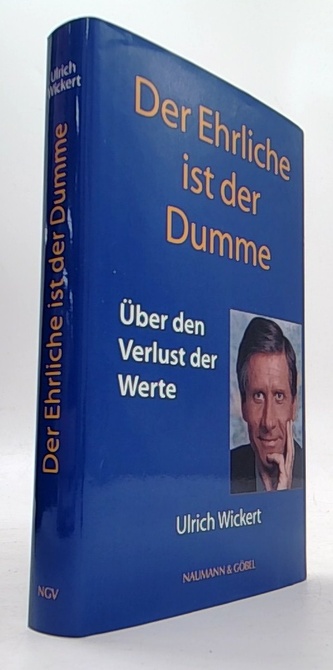 Ulrich
Wickert
Der Ehrliche ist der Dumme
NGV
Der Ehrliche
ist der
Dumme
Über den
Verlust der
Werte
Ulrich Wickert
NAUMANN & GÖBEL